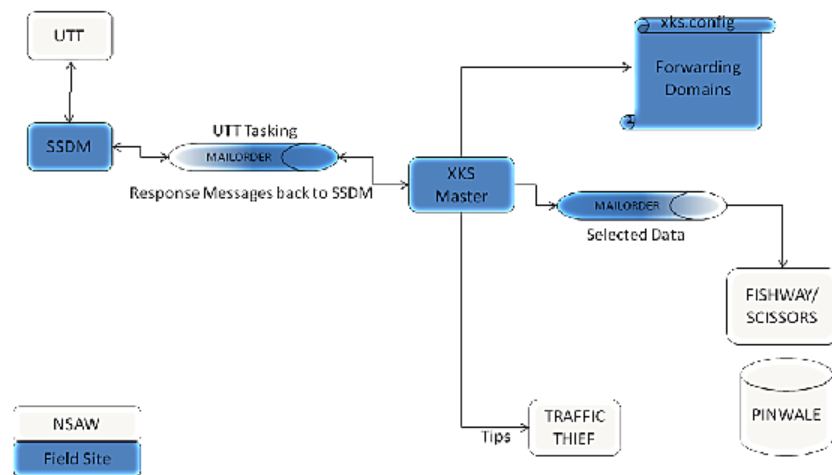 UTT
xks.config
Forwarding
Domains
SSDM
UTT Tasking
MAILORDER
Response Messages back to SSDM
XKS
Master
MAILORDER
Selected Data
FISHWAY/
SCISSORS
PINWALE
Tips
TRAFFIC
THIEF
NSAW
Field Site